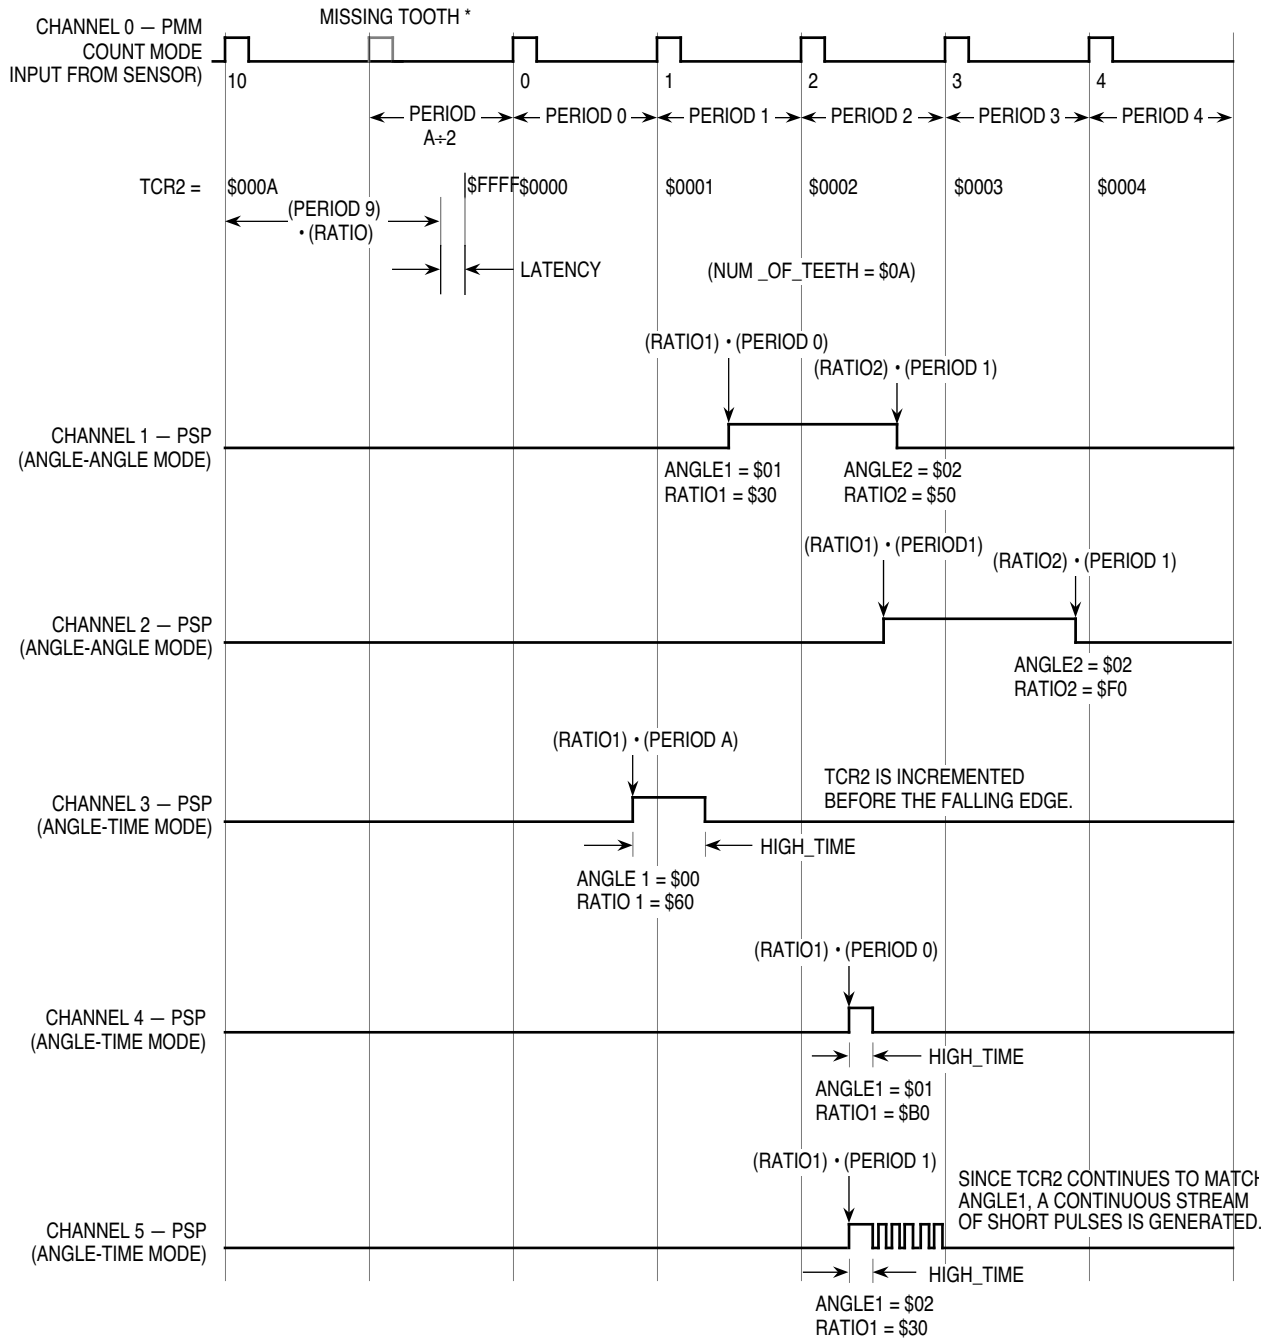 MISSING TOOTH *
CHANNEL 0 — PMM
COUNT MODE
INPUT FROM SENSOR)
10
0
1
2
3
4
PERIOD
A÷2
PERIOD 0
PERIOD 1
PERIOD 2
PERIOD 3
PERIOD 4
TCR2 =
$000A
$FFFF
$0000
$0001
$0002
$0003
$0004
(PERIOD 9)
• (RATIO)
LATENCY
(NUM _OF_TEETH = $0A)
(RATIO1) • (PERIOD 0)
(RATIO2) • (PERIOD 1)
CHANNEL 1 — PSP
(ANGLE-ANGLE MODE)
ANGLE1 = $01
RATIO1 = $30
ANGLE2 = $02
RATIO2 = $50
(RATIO1) • (PERIOD1)
(RATIO2) • (PERIOD 1)
CHANNEL 2 — PSP
(ANGLE-ANGLE MODE)
ANGLE2 = $02
RATIO2 = $F0
(RATIO1) • (PERIOD A)
TCR2 IS INCREMENTED
BEFORE THE FALLING EDGE.
CHANNEL 3 — PSP
(ANGLE-TIME MODE)
HIGH_TIME
ANGLE 1 = $00
RATIO 1 = $60
(RATIO1) • (PERIOD 0)
CHANNEL 4 — PSP
(ANGLE-TIME MODE)
HIGH_TIME
ANGLE1 = $01
RATIO1 = $B0
(RATIO1) • (PERIOD 1)
SINCE TCR2 CONTINUES TO MATCH
ANGLE1, A CONTINUOUS STREAM
OF SHORT PULSES IS GENERATED.
CHANNEL 5 — PSP
(ANGLE-TIME MODE)
HIGH_TIME
ANGLE1 = $02
RATIO1 = $30